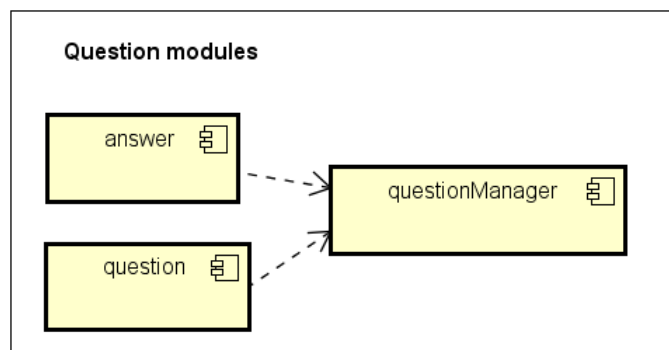 Question modules
answer
questionManager
question